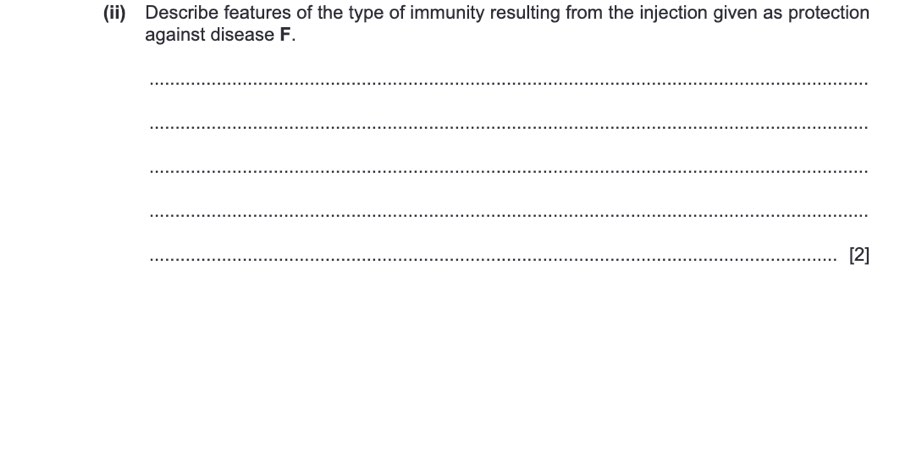 (ii) Describe features of the type of immunity resulting from the injection given as protection
against disease F.
[2]